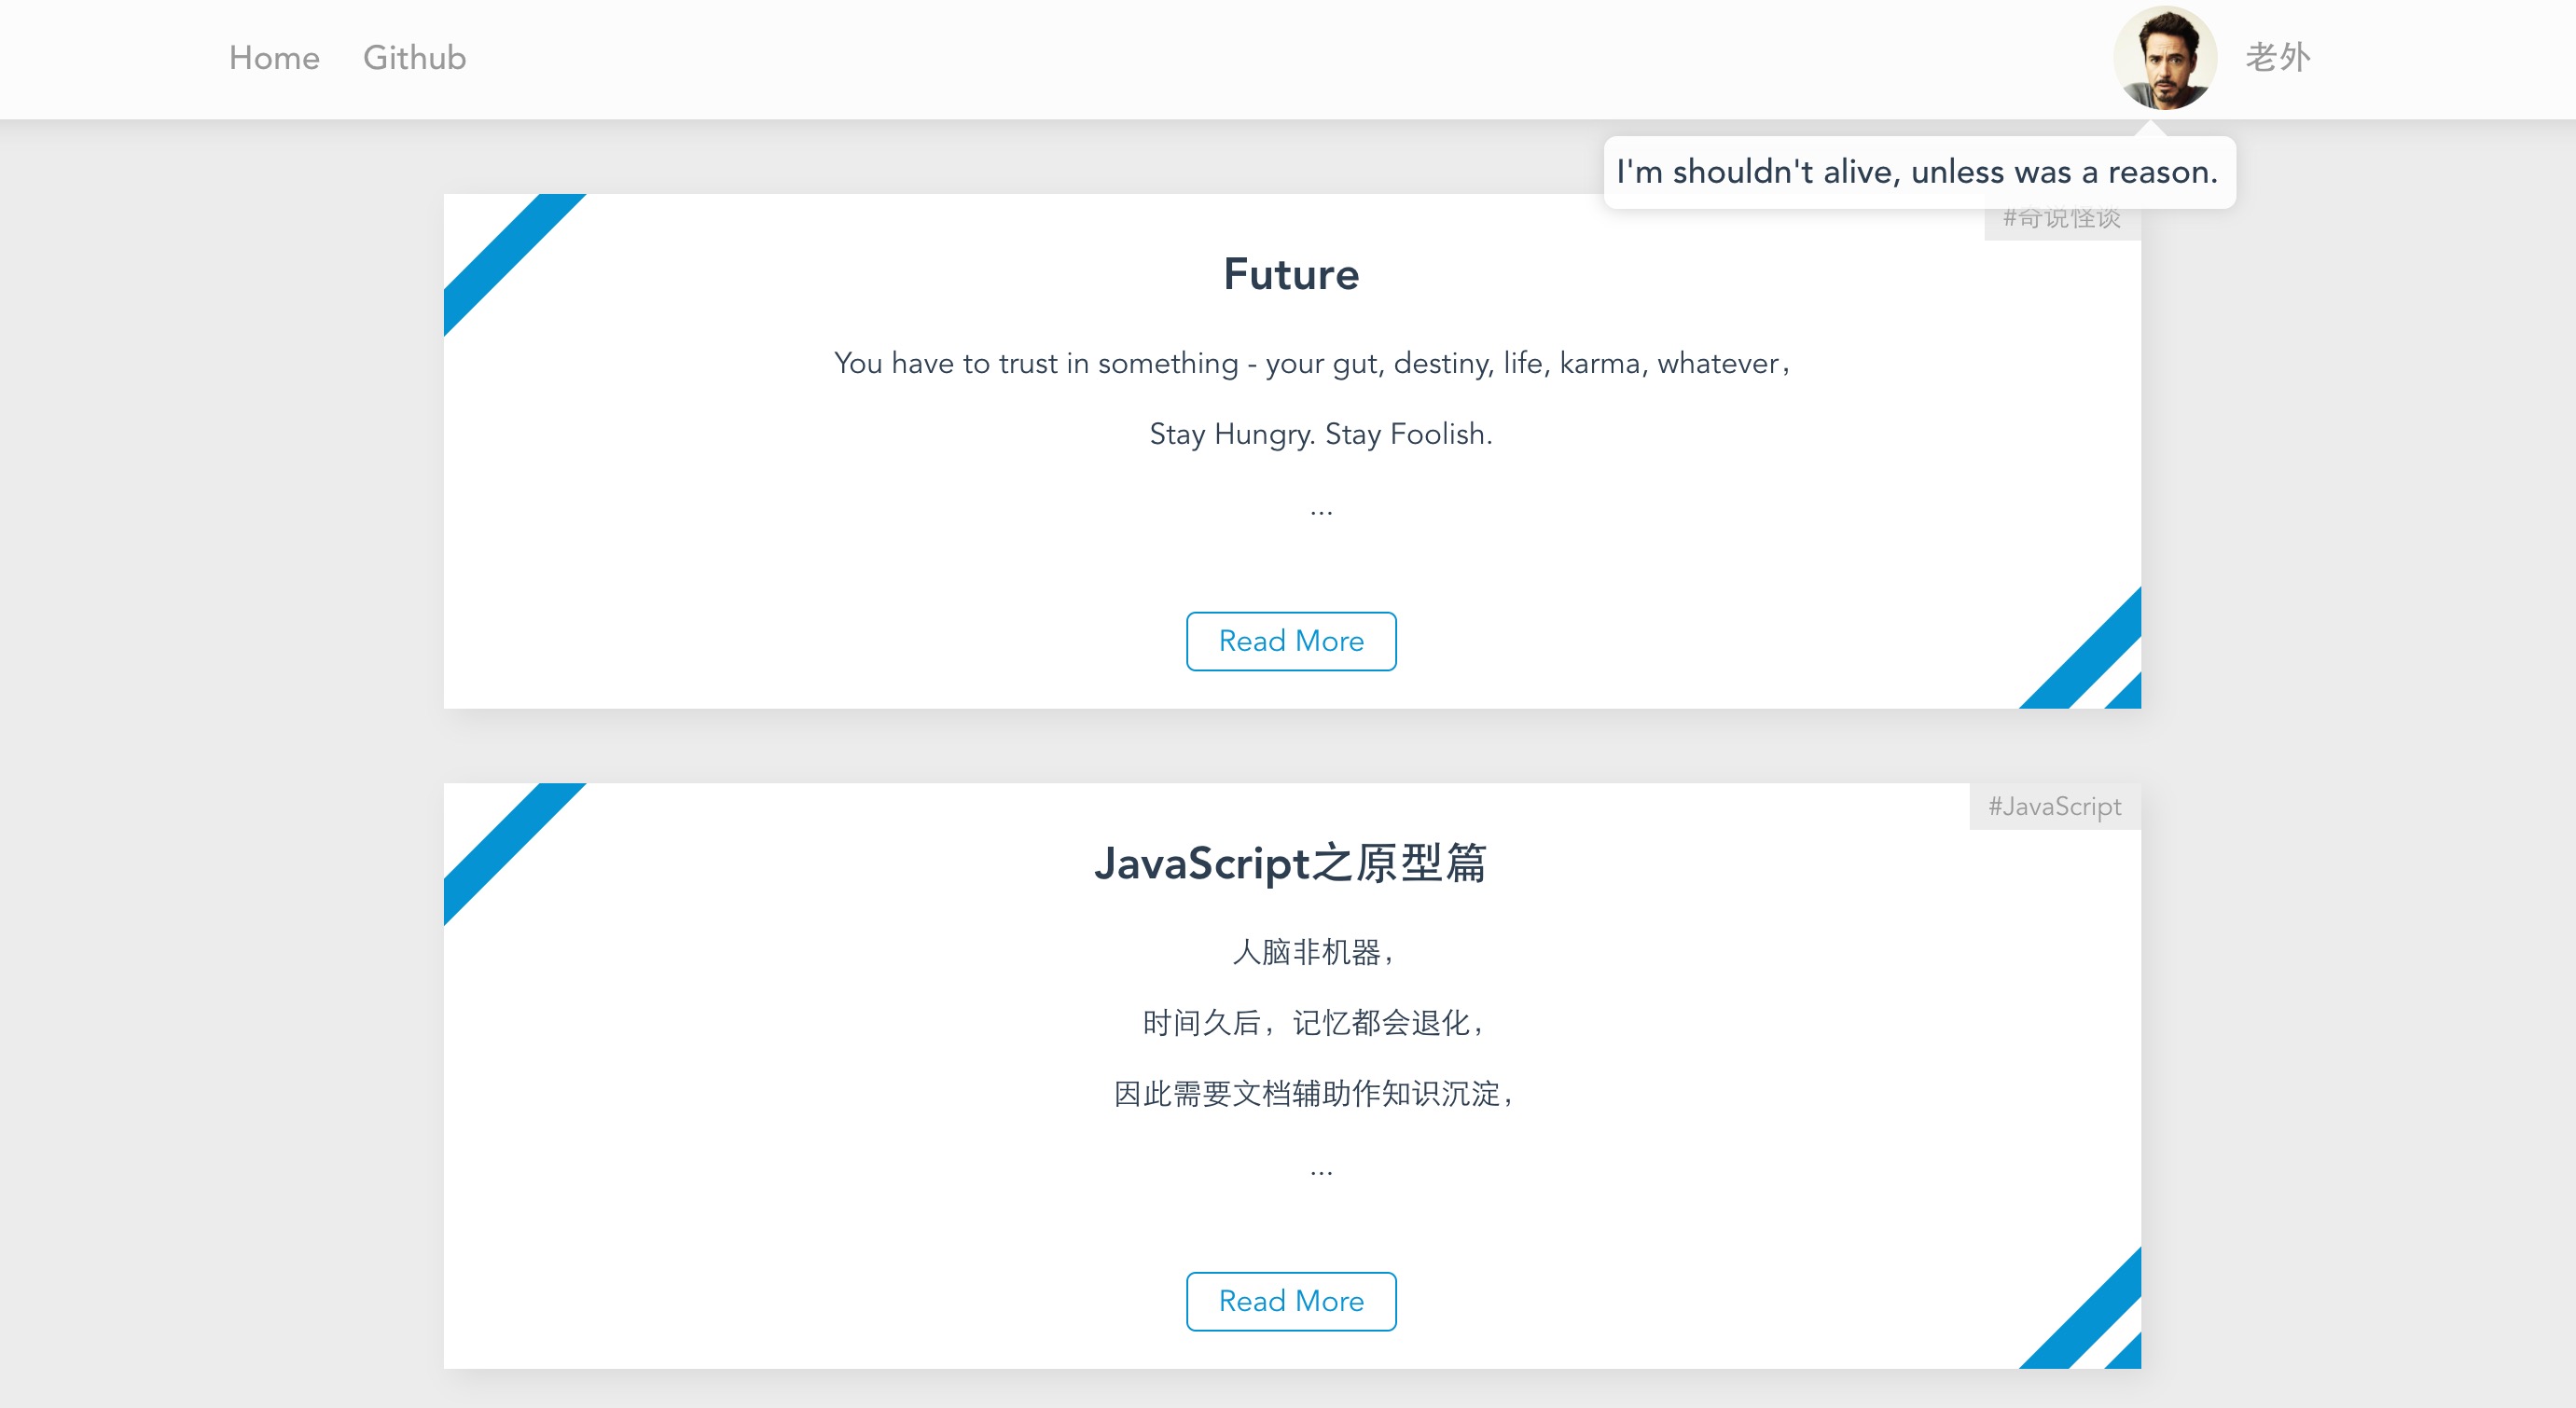 Home Github 老外
I'm shouldn't alive, unless was a reason.
#奇说怪谈
Future
You have to trust in something - your gut, destiny, life, karma, whatever，
Stay Hungry. Stay Foolish.
...
Read More
#JavaScript
JavaScript之原型篇
人脑非机器，
时间久后，记忆都会退化，
因此需要文档辅助作知识沉淀，
...
Read More